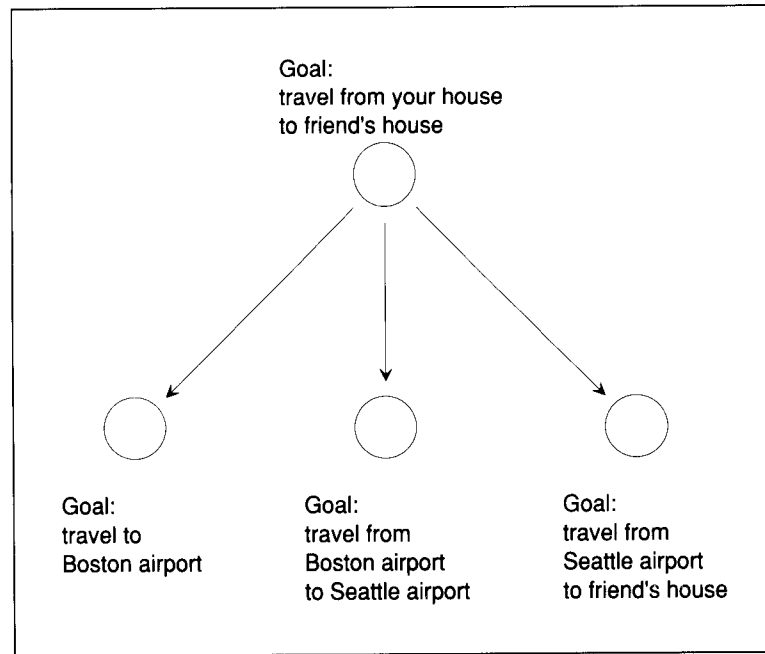 Goal:
travel from your house
to friend's house
Goal:
travel to
Boston airport
Goal:
travel from
Boston airport
to Seattle airport
Goal:
travel from
Seattle airport
to friend's house